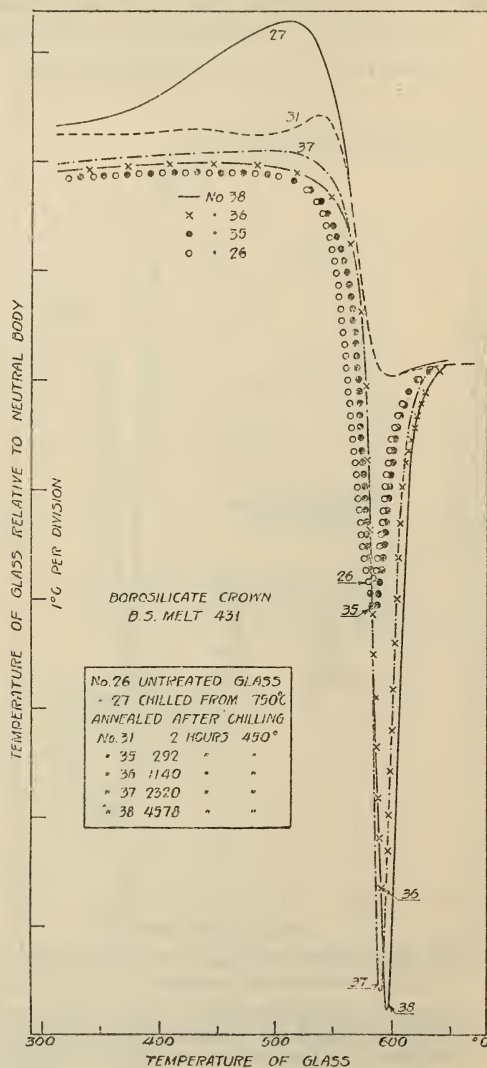 27
31
37
— No 38
× " 36
● " 35
○ " 26
TEMPERATURE OF GLASS RELATIVE TO NEUTRAL BODY
1°C PER DIVISION
26
35
BOROSILICATE CROWN
B.S. MELT 431
No. 26 UNTREATED GLASS
" 27 CHILLED FROM 750°C
ANNEALED AFTER CHILLING
No. 31 2 HOURS 450°
" 35 292 " "
" 36 1140 " "
" 37 2320 " "
" 38 4578 " "
36
37
38
300 400 500 600 °C
TEMPERATURE OF GLASS